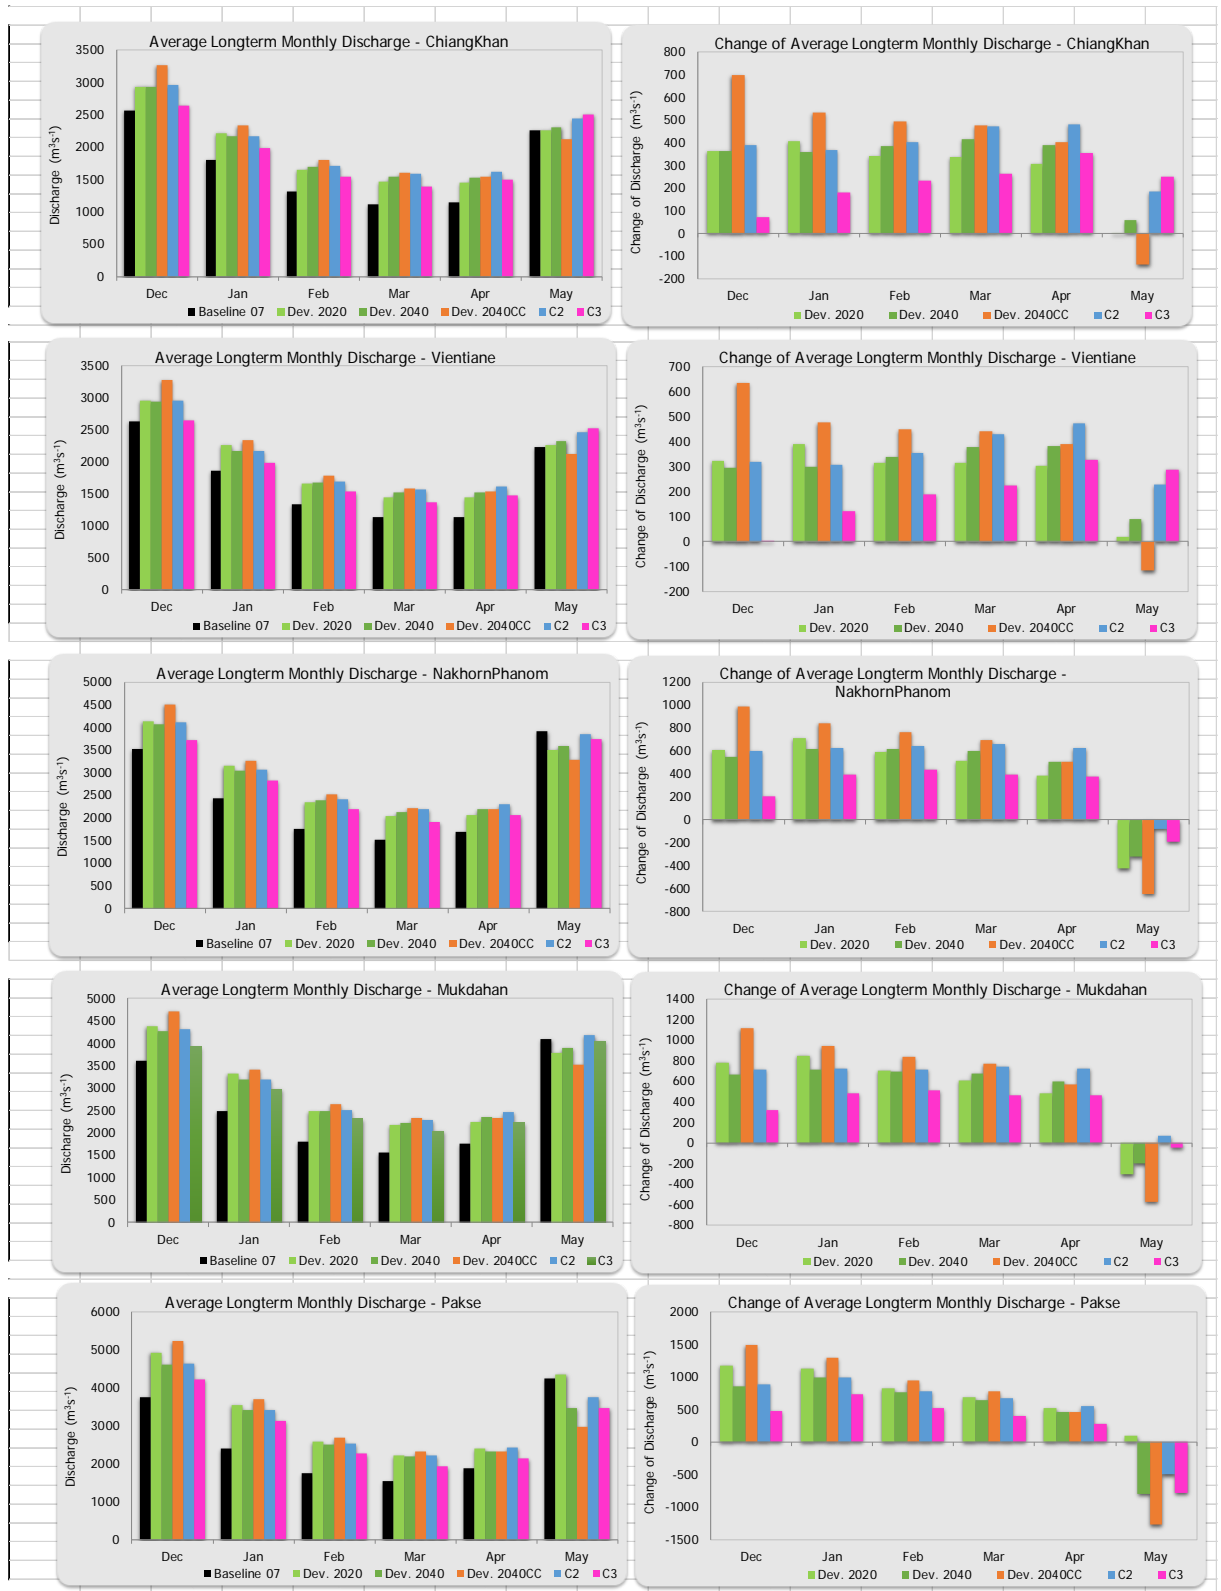 Average Longterm Monthly Discharge - ChiangKhan
Discharge (m³s⁻¹)
3500
3000
2500
2000
1500
1000
500
0
Dec Jan Feb Mar Apr May
Baseline 07 Dev. 2020 Dev. 2040 Dev. 2040CC C2 C3
Change of Average Longterm Monthly Discharge - ChiangKhan
Change of Discharge (m³s⁻¹)
800
700
600
500
400
300
200
100
0
-100
-200
Dec Jan Feb Mar Apr May
Dev. 2020 Dev. 2040 Dev. 2040CC C2 C3
Average Longterm Monthly Discharge - Vientiane
Discharge (m³s⁻¹)
3500
3000
2500
2000
1500
1000
500
0
Dec Jan Feb Mar Apr May
Baseline 07 Dev. 2020 Dev. 2040 Dev. 2040CC C2 C3
Change of Average Longterm Monthly Discharge - Vientiane
Change of Discharge (m³s⁻¹)
700
600
500
400
300
200
100
0
-100
-200
Dec Jan Feb Mar Apr May
Dev. 2020 Dev. 2040 Dev. 2040CC C2 C3
Average Longterm Monthly Discharge - NakhornPhanom
Discharge (m³s⁻¹)
5000
4500
4000
3500
3000
2500
2000
1500
1000
500
0
Dec Jan Feb Mar Apr May
Baseline 07 Dev. 2020 Dev. 2040 Dev. 2040CC C2 C3
Change of Average Longterm Monthly Discharge -
NakhornPhanom
Change of Discharge (m³s⁻¹)
1200
1000
800
600
400
200
0
-200
-400
-600
-800
Dec Jan Feb Mar Apr May
Dev. 2020 Dev. 2040 Dev. 2040CC C2 C3
Average Longterm Monthly Discharge - Mukdahan
Discharge (m³s⁻¹)
5000
4500
4000
3500
3000
2500
2000
1500
1000
500
0
Dec Jan Feb Mar Apr May
Baseline 07 Dev. 2020 Dev. 2040 Dev. 2040CC C2 C3
Change of Average Longterm Monthly Discharge - Mukdahan
Change of Discharge (m³s⁻¹)
1400
1200
1000
800
600
400
200
0
-200
-400
-600
-800
Dec Jan Feb Mar Apr May
Dev. 2020 Dev. 2040 Dev. 2040CC C2 C3
Average Longterm Monthly Discharge - Pakse
Discharge (m³s⁻¹)
6000
5000
4000
3000
2000
1000
0
Dec Jan Feb Mar Apr May
Baseline 07 Dev. 2020 Dev. 2040 Dev. 2040CC C2 C3
Change of Average Longterm Monthly Discharge - Pakse
Change of Discharge (m³s⁻¹)
2000
1500
1000
500
0
-500
-1000
-1500
Dec Jan Feb Mar Apr May
Dev. 2020 Dev. 2040 Dev. 2040CC C2 C3